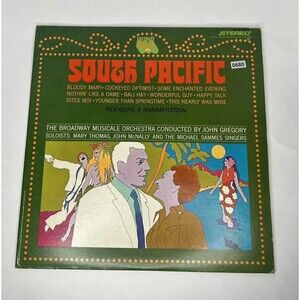 STEREO
SOUTH PACIFIC
0680
BLOODY MARY • COCKEYED OPTIMIST • SOME ENCHANTED EVENING
NOTHIN' LIKE A DAME • BALI HA'I • WONDERFUL GUY • HAPPY TALK
DITES MOI • YOUNGER THAN SPRINGTIME • THIS NEARLY WAS MINE
RODGERS & HAMMERSTEIN
THE BROADWAY MUSICALE ORCHESTRA CONDUCTED BY JOHN GREGORY
SOLOISTS: MARY THOMAS, JOHN McNALLY AND THE MICHAEL SAMMES SINGERS